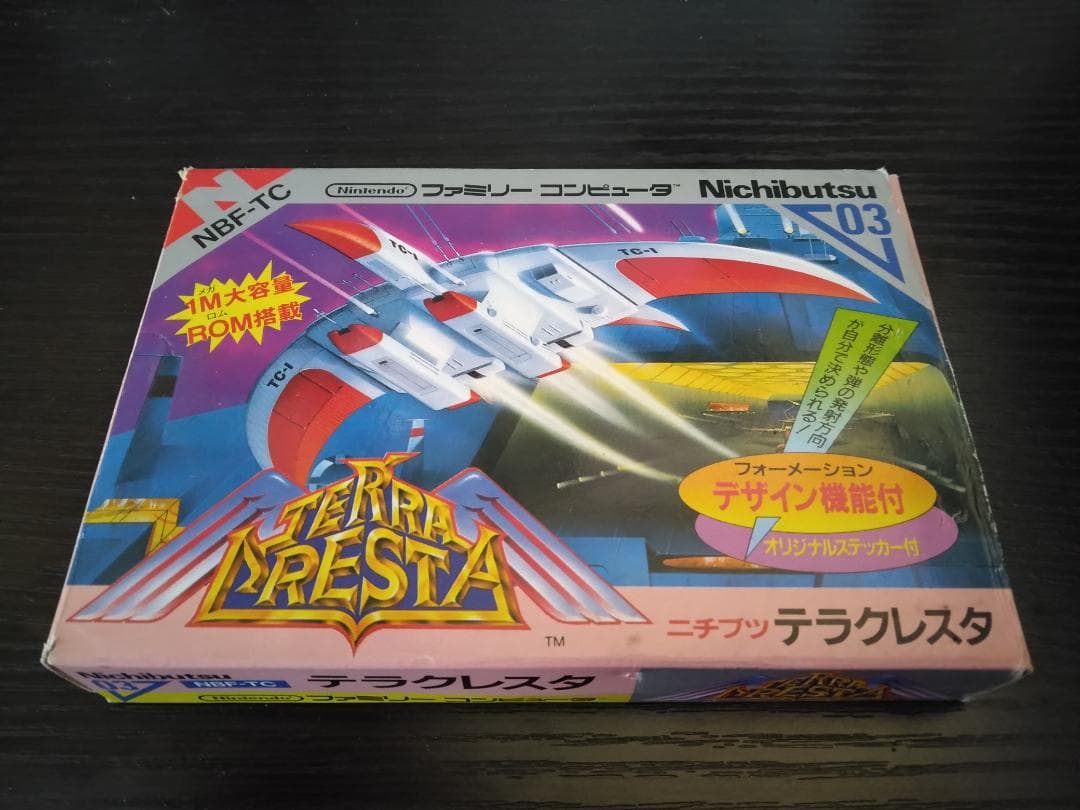 N
NBF-TC
Nintendo ファミリー コンピュータ™
Nichibutsu
03
メガ
1M大容量
ロム
ROM搭載
TC-1
TC-1
TC-1
分離形態や弾の発射方向
が自分で決められる!
フォーメーション
デザイン機能付
オリジナルステッカー付
TERRA
CRESTA
TM
ニチブツ テラクレスタ
Nichibutsu
03
NBF-TC
テラクレスタ
TERRA
CRESTA
Nintendo ファミリー コンピュータ